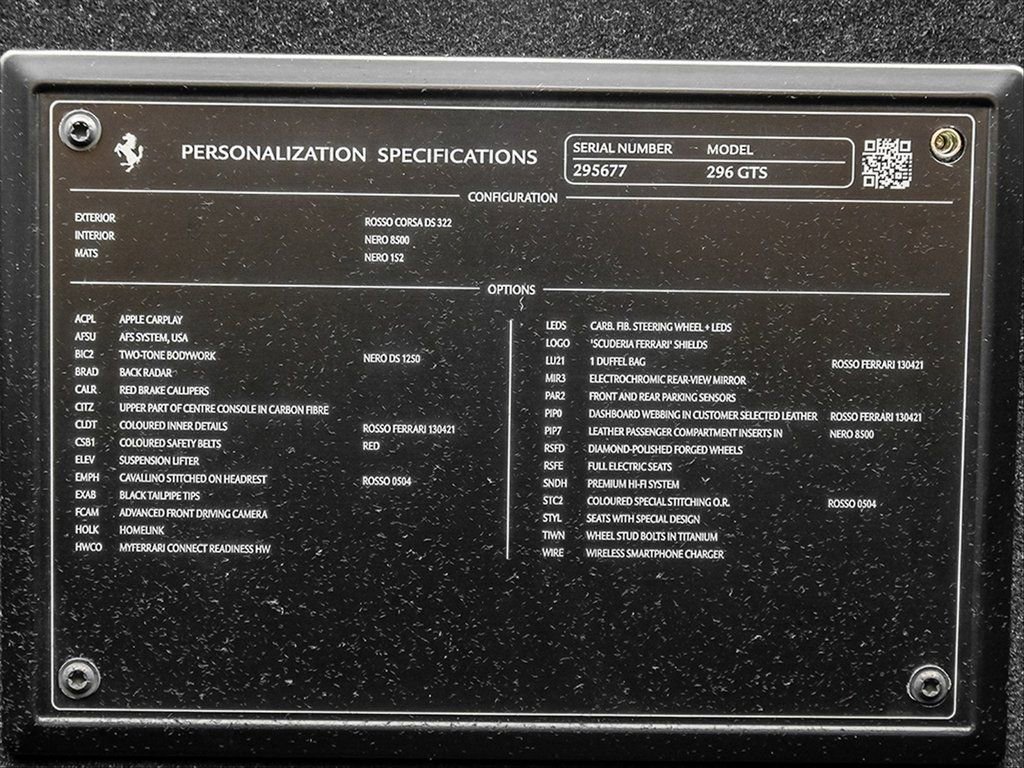 PERSONALIZATION SPECIFICATIONS
SERIAL NUMBER MODEL
295677 296 GTS
CONFIGURATION
EXTERIOR ROSSO CORSA DS 322
INTERIOR NERO 8500
MATS NERO 152
OPTIONS
ACPL APPLE CARPLAY
AFSU AFS SYSTEM, USA
BIC2 TWO-TONE BODYWORK NERO DS 1250
BRAD BACK RADAR
CALR RED BRAKE CALLIPERS
CITZ UPPER PART OF CENTRE CONSOLE IN CARBON FIBRE
CLDT COLOURED INNER DETAILS ROSSO FERRARI 130421
CSB1 COLOURED SAFETY BELTS RED
ELEV SUSPENSION LIFTER
EMPH CAVALLINO STITCHED ON HEADREST ROSSO 0504
EXAB BLACK TAILPIPE TIPS
FCAM ADVANCED FRONT DRIVING CAMERA
HOLK HOMELINK
HWCO MYFERRARI CONNECT READINESS HW
LEDS CARB. FIB. STEERING WHEEL + LEDS
LOGO 'SCUDERIA FERRARI' SHIELDS
LU21 1 DUFFEL BAG ROSSO FERRARI 130421
MIR3 ELECTROCHROMIC REAR-VIEW MIRROR
PAR2 FRONT AND REAR PARKING SENSORS
PIP0 DASHBOARD WEBBING IN CUSTOMER SELECTED LEATHER ROSSO FERRARI 130421
PIP7 LEATHER PASSENGER COMPARTMENT INSERTS IN NERO 8500
RSFD DIAMOND-POLISHED FORGED WHEELS
RSFE FULL ELECTRIC SEATS
SNDH PREMIUM HI-FI SYSTEM
STC2 COLOURED SPECIAL STITCHING O.R. ROSSO 0504
STYL SEATS WITH SPECIAL DESIGN
TIWN WHEEL STUD BOLTS IN TITANIUM
WIRE WIRELESS SMARTPHONE CHARGER